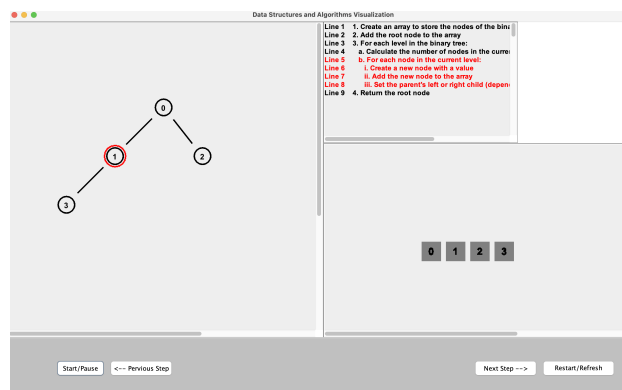 Data Structures and Algorithms Visualization
Line 1 1. Create an array to store the nodes of the bina
Line 2 2. Add the root node to the array
Line 3 3. For each level in the binary tree:
Line 4 a. Calculate the number of nodes in the curre
Line 5 b. For each node in the current level:
Line 6 i. Create a new node with a value
Line 7 ii. Add the new node to the array
Line 8 iii. Set the parent's left or right child (depen
Line 9 4. Return the root node
0
1
2
3
0 1 2 3
Start/Pause
<-- Pervious Step
Next Step -->
Restart/Refresh